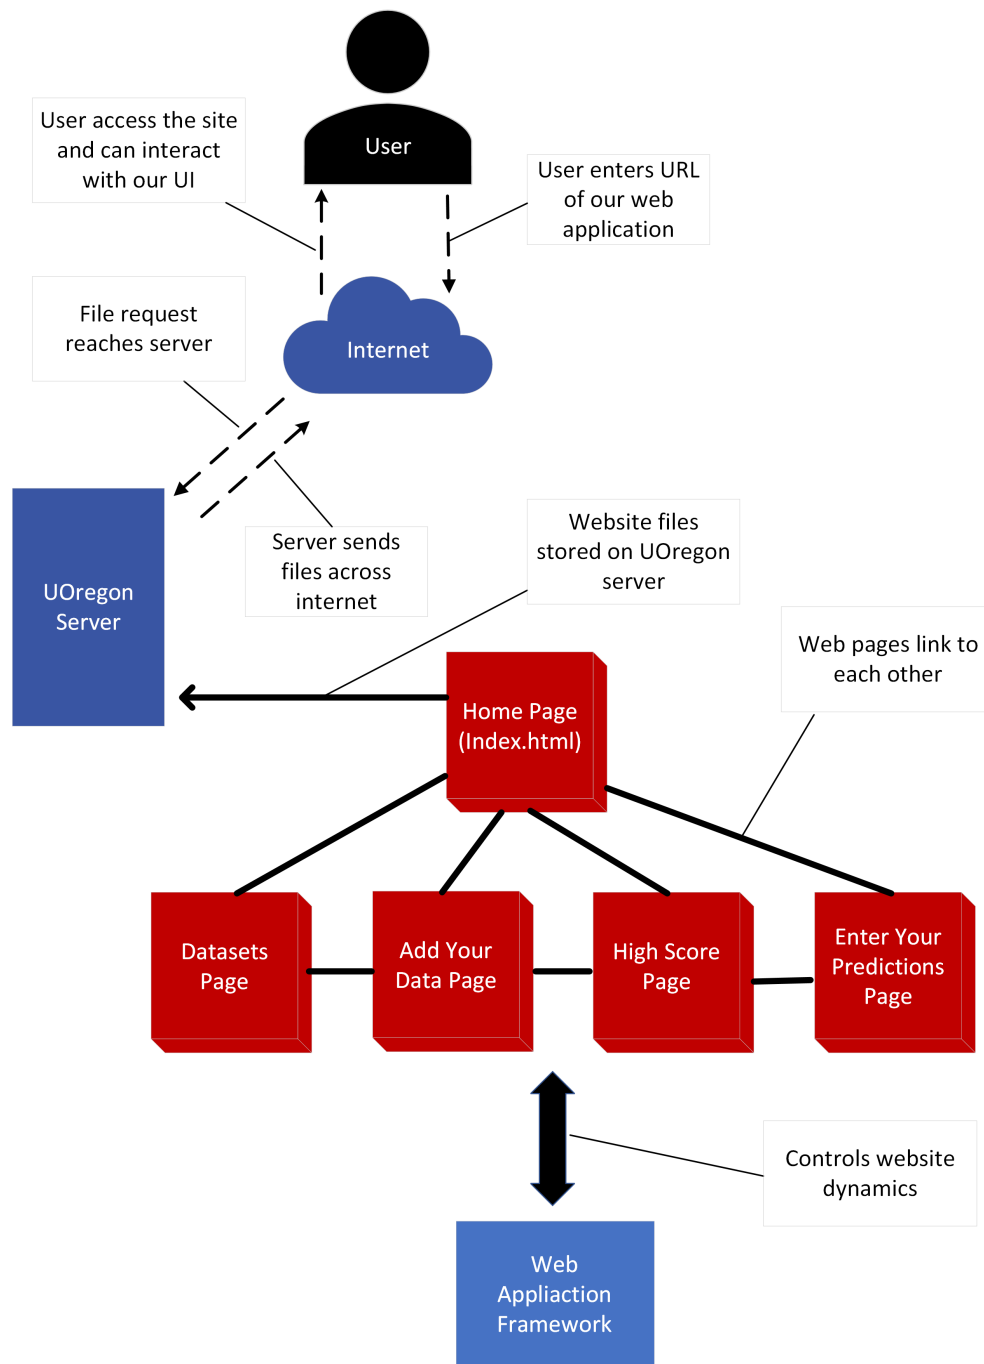 User access the site
and can interact
with our UI
User
User enters URL
of our web
application
File request
reaches server
Internet
UOregon
Server
Server sends
files across
internet
Website files
stored on UOregon
server
Web pages link to
each other
Home Page
(Index.html)
Datasets
Page
Add Your
Data Page
High Score
Page
Enter Your
Predictions
Page
Controls website
dynamics
Web
Appliaction
Framework